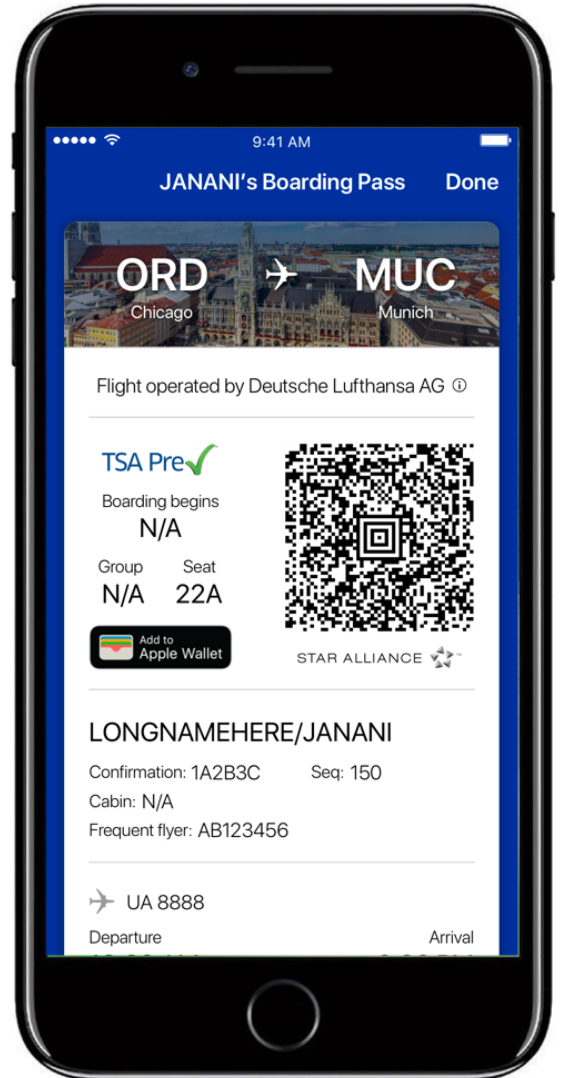 9:41 AM
JANANI's Boarding Pass Done
ORD MUC
Chicago Munich
Flight operated by Deutsche Lufthansa AG
TSA Pre
Boarding begins
N/A
Group Seat
N/A 22A
Add to
Apple Wallet
STAR ALLIANCE ™
LONGNAMEHERE/JANANI
Confirmation: 1A2B3C Seq: 150
Cabin: N/A
Frequent flyer: AB123456
UA 8888
Departure Arrival